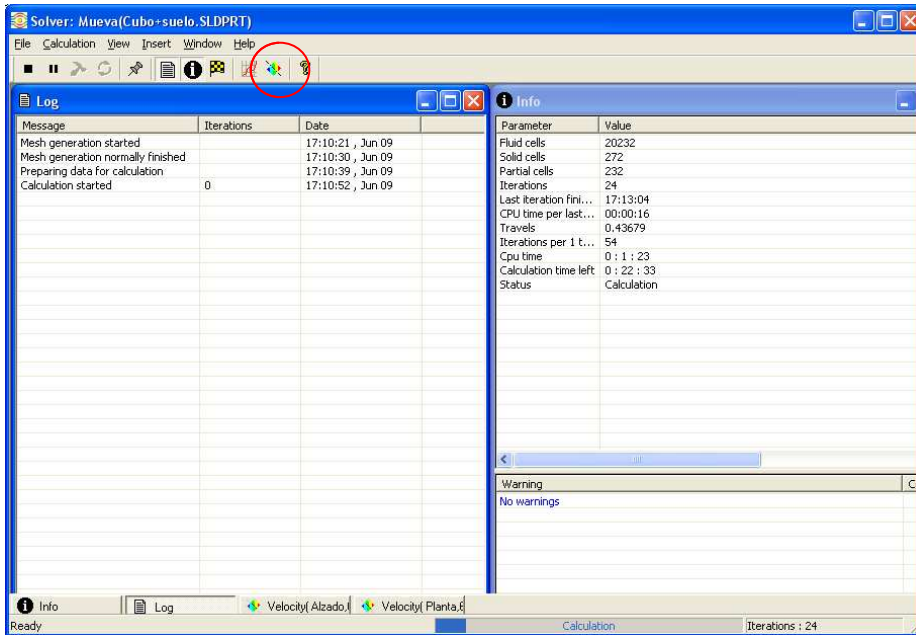 Solver: Mueva(Cubo+suelo.SLDPRT)
File Calculation View Insert Window Help
Log
Message Iterations Date
Mesh generation started 17:10:21 , Jun 09
Mesh generation normally finished 17:10:30 , Jun 09
Preparing data for calculation 17:10:39 , Jun 09
Calculation started 0 17:10:52 , Jun 09
Info
Parameter Value
Fluid cells 20232
Solid cells 272
Partial cells 232
Iterations 24
Last iteration fini... 17:13:04
CPU time per last... 00:00:16
Travels 0.43679
Iterations per 1 t... 54
Cpu time 0 : 1 : 23
Calculation time left 0 : 22 : 33
Status Calculation
Warning C
No warnings
Info Log Velocity( Alzado, Velocity( Planta,
Ready Calculation Iterations : 24